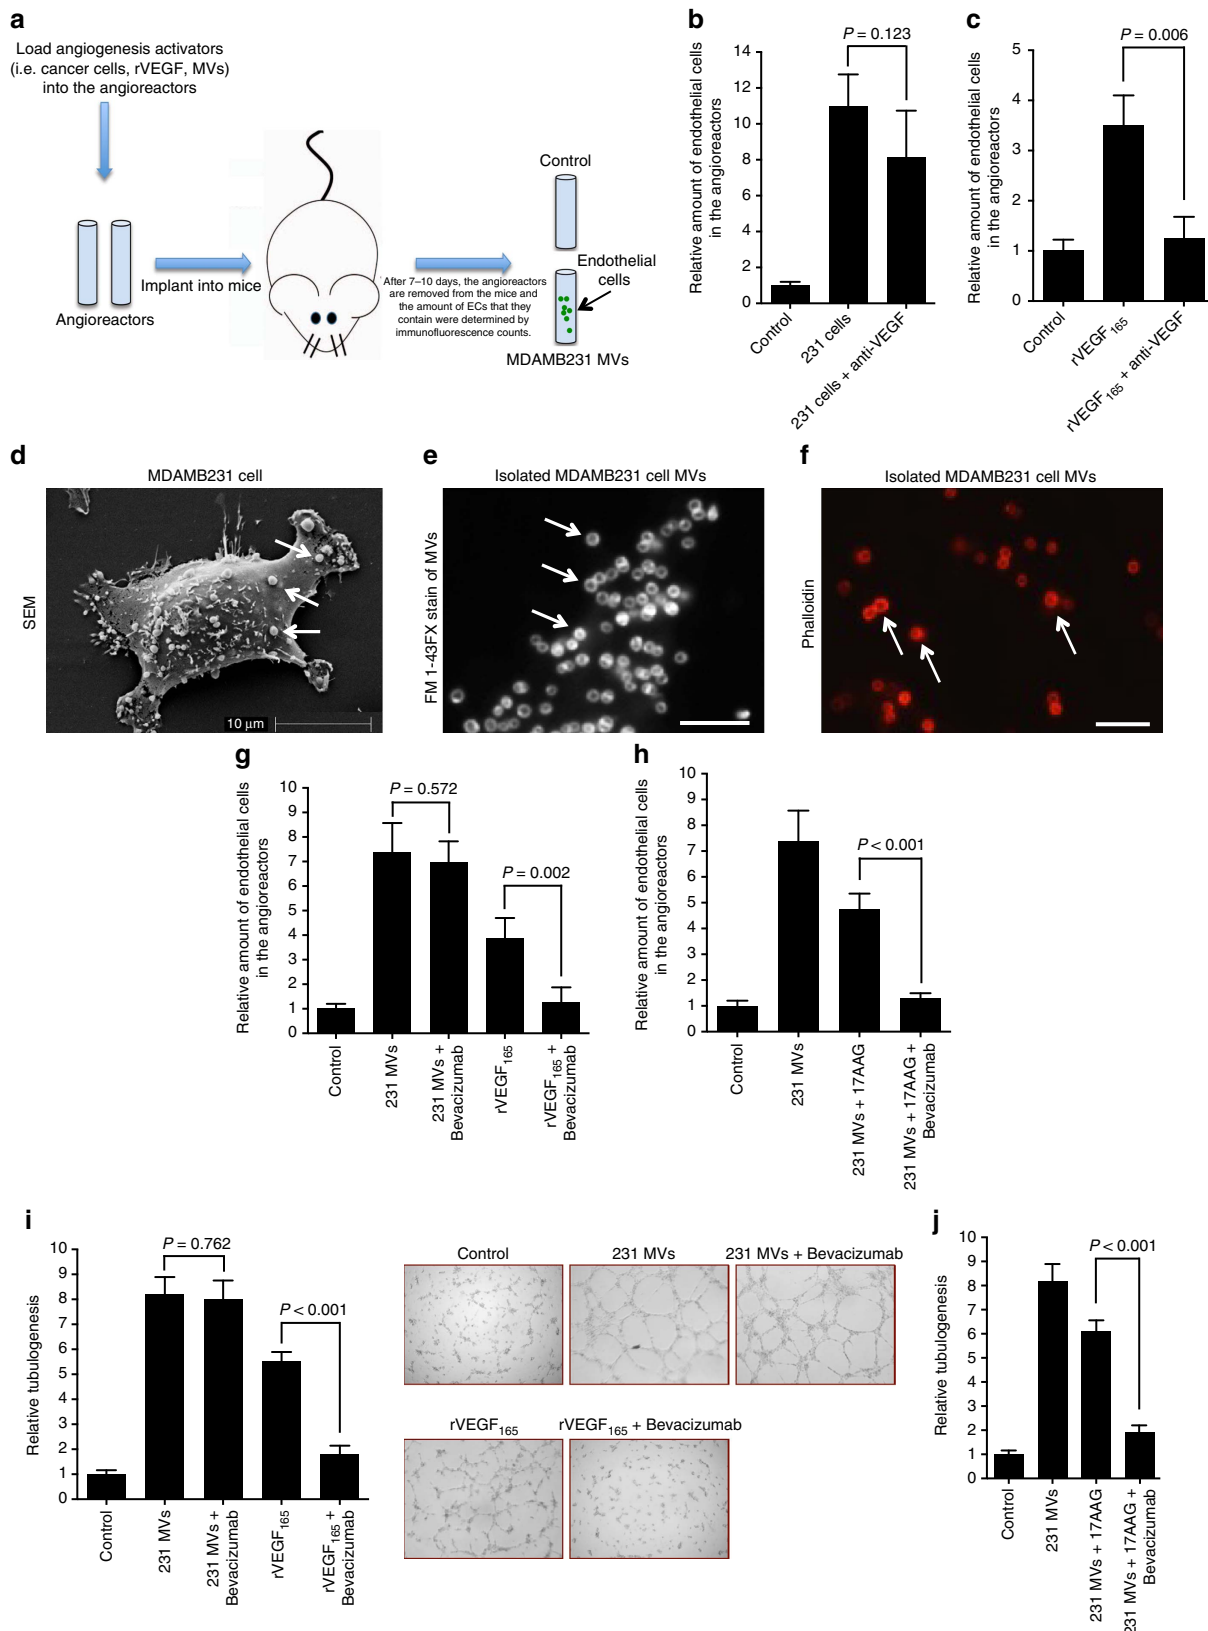 a
Load angiogenesis activators
(i.e. cancer cells, rVEGF, MVs)
into the angioreactors
Angioreactors
Implant into mice
After 7–10 days, the angioreactors
are removed from the mice and
the amount of ECs that they
contain were determined by
immunofluorescence counts.
Control
Endothelial
cells
MDAMB231 MVs
b
Relative amount of endothelial cells
in the angioreactors
14
12
10
8
6
4
2
0
P = 0.123
Control
231 cells
231 cells + anti-VEGF
c
Relative amount of endothelial cells
in the angioreactors
5
4
3
2
1
0
P = 0.006
Control
rVEGF165
rVEGF165 + anti-VEGF
d
MDAMB231 cell
SEM
10 μm
e
Isolated MDAMB231 cell MVs
FM 1-43FX stain of MVs
f
Isolated MDAMB231 cell MVs
Phalloidin
g
Relative amount of endothelial cells
in the angioreactors
10
9
8
7
6
5
4
3
2
1
0
P = 0.572
P = 0.002
Control
231 MVs
231 MVs +
Bevacizumab
rVEGF165
rVEGF165 +
Bevacizumab
h
Relative amount of endothelial cells
in the angioreactors
10
9
8
7
6
5
4
3
2
1
0
P < 0.001
Control
231 MVs
231 MVs + 17AAG
231 MVs + 17AAG +
Bevacizumab
i
Relative tubulogenesis
10
9
8
7
6
5
4
3
2
1
0
P = 0.762
P < 0.001
Control
231 MVs
231 MVs +
Bevacizumab
rVEGF165
rVEGF165 +
Bevacizumab
Control
231 MVs
231 MVs + Bevacizumab
rVEGF165
rVEGF165 + Bevacizumab
j
Relative tubulogenesis
10
9
8
7
6
5
4
3
2
1
0
P < 0.001
Control
231 MVs
231 MVs + 17AAG
231 MVs + 17AAG +
Bevacizumab